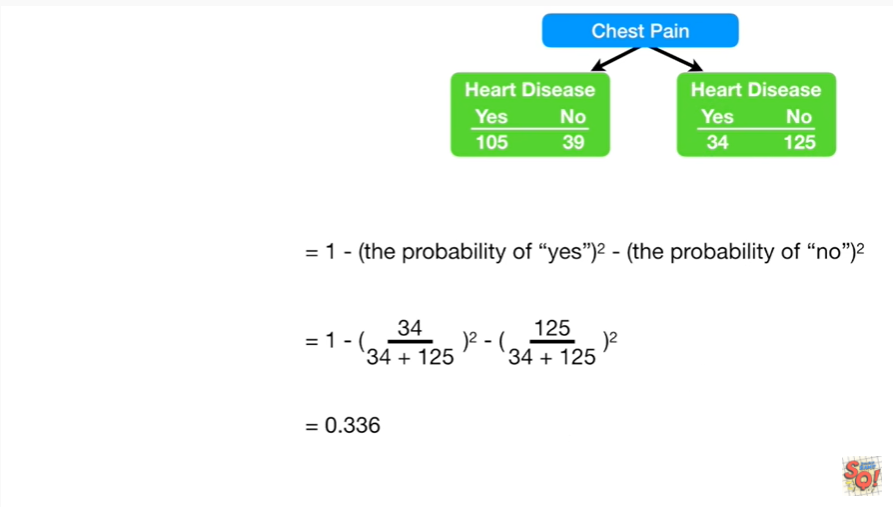 Chest Pain
Heart Disease
Yes No
105 39
Heart Disease
Yes No
34 125
= 1 - (the probability of “yes”)² - (the probability of “no”)²
= 1 - ( 34 / 34 + 125 )² - ( 125 / 34 + 125 )²
= 0.336
SQ!